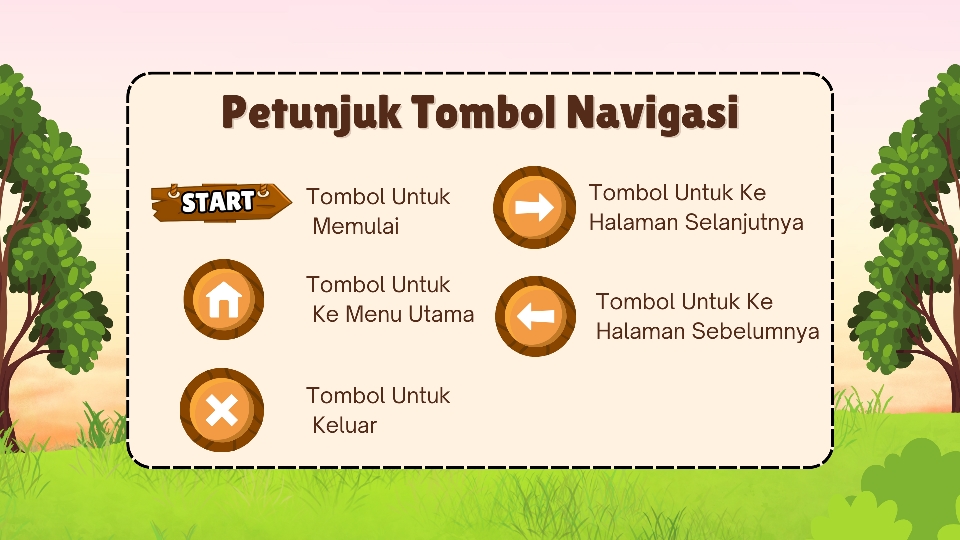 Petunjuk Tombol Navigasi
START
Tombol Untuk
Memulai
Tombol Untuk
Ke Menu Utama
Tombol Untuk
Keluar
Tombol Untuk Ke
Halaman Selanjutnya
Tombol Untuk Ke
Halaman Sebelumnya